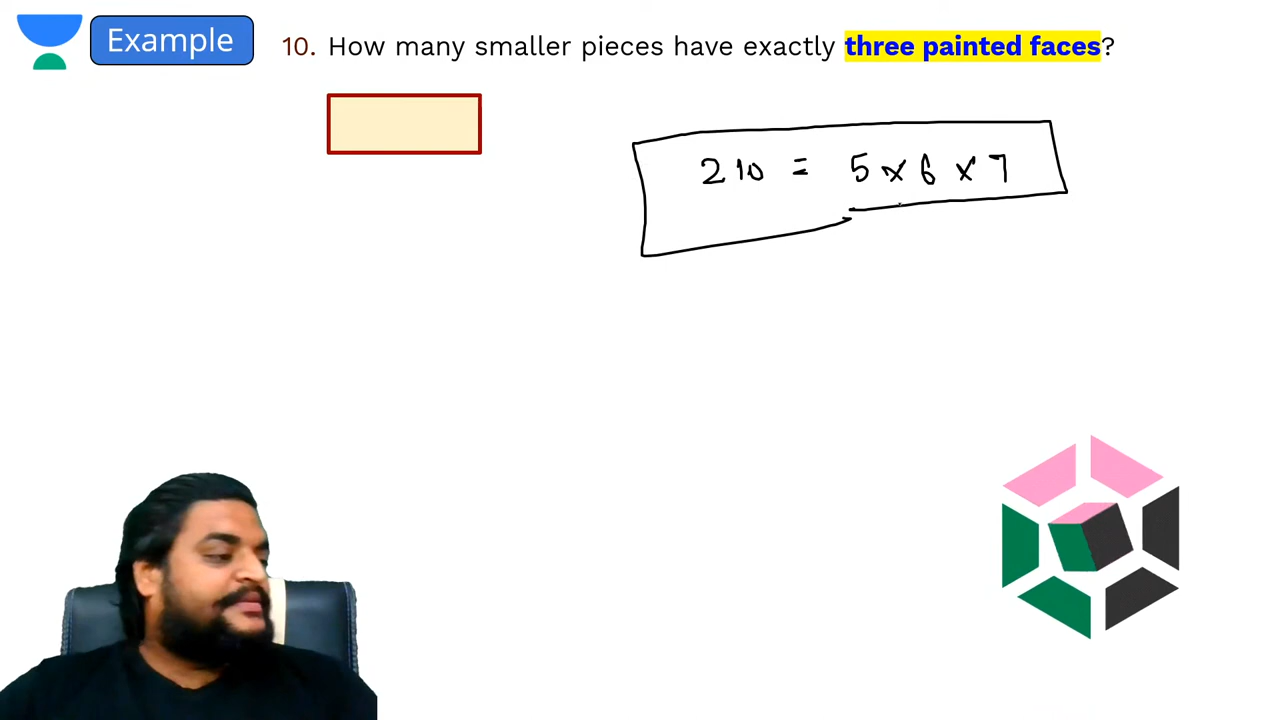 Example
10. How many smaller pieces have exactly three painted faces?
210 = 5 x 6 x 7